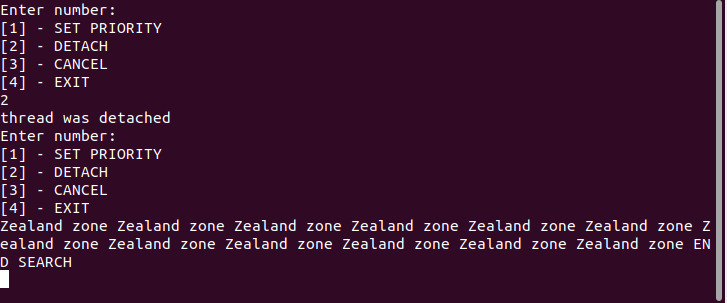 Enter number:
[1] - SET PRIORITY
[2] - DETACH
[3] - CANCEL
[4] - EXIT
2
thread was detached
Enter number:
[1] - SET PRIORITY
[2] - DETACH
[3] - CANCEL
[4] - EXIT
Zealand zone Zealand zone Zealand zone Zealand zone Zealand zone Zealand zone Z
ealand zone Zealand zone Zealand zone Zealand zone Zealand zone Zealand zone EN
D SEARCH